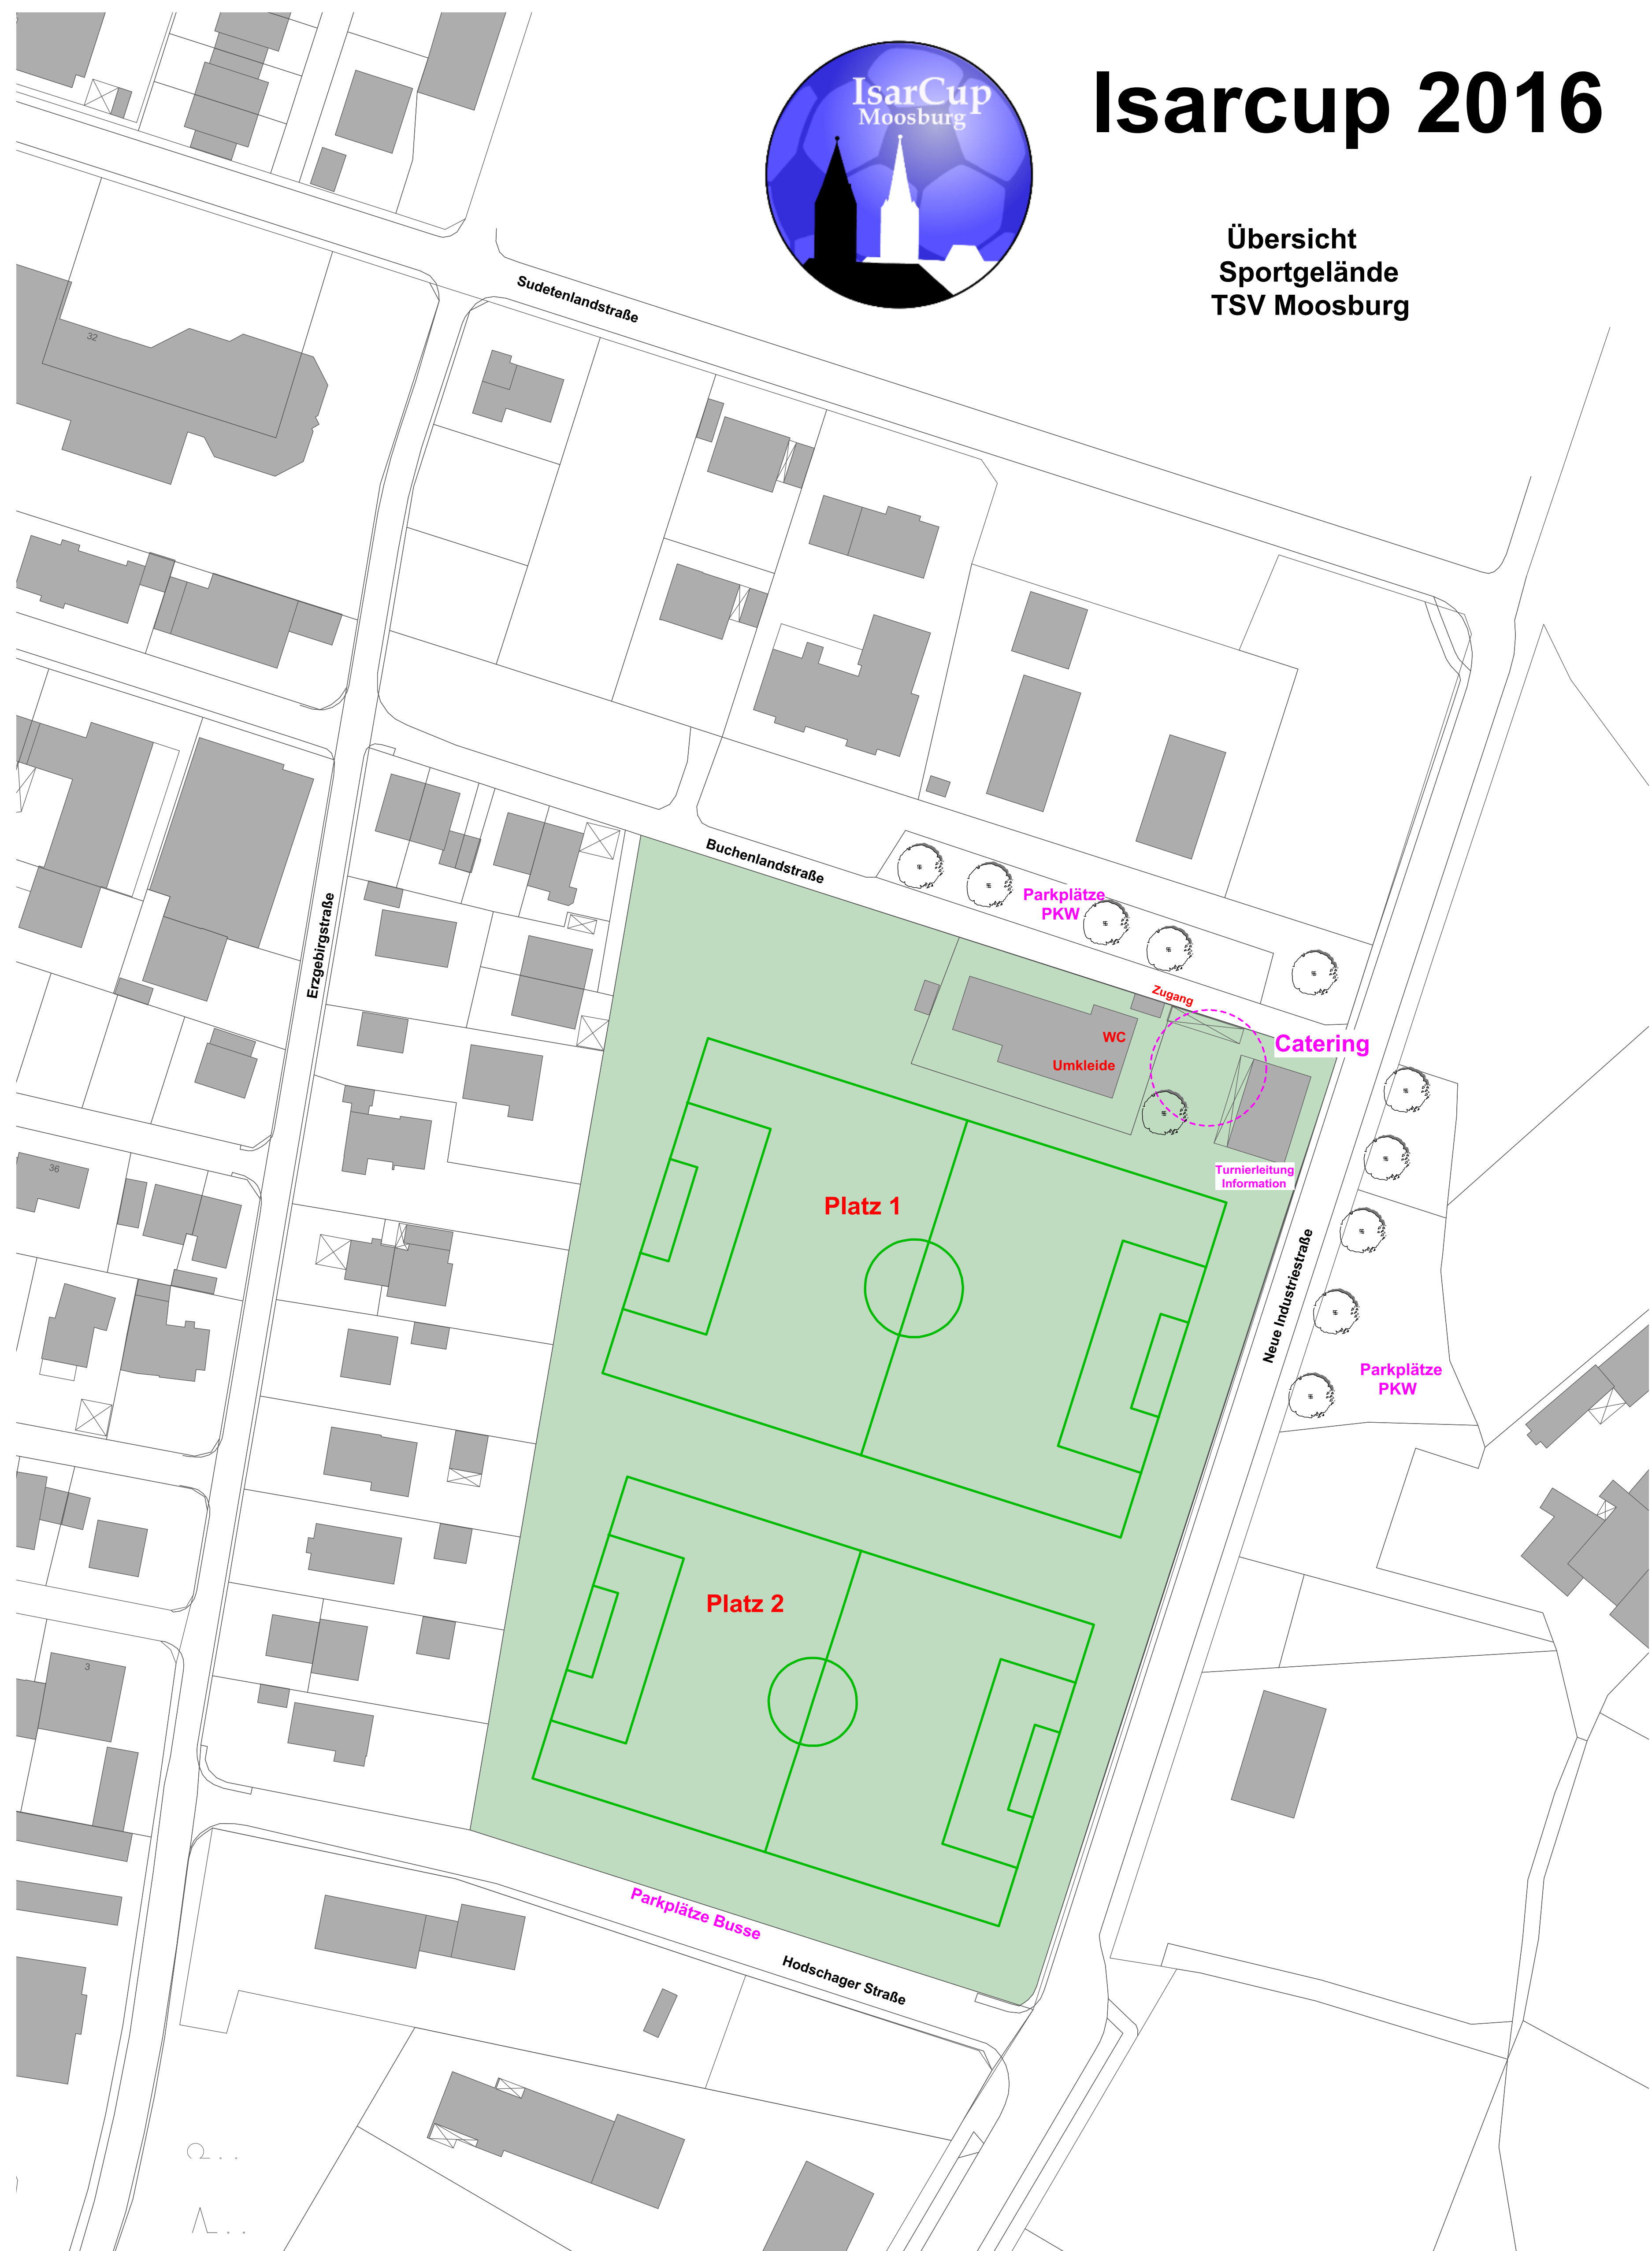 IsarCup
Moosburg
Isarcup 2016
Übersicht
Sportgelände
TSV Moosburg
Sudetenlandstraße
32
Buchenlandstraße
Parkplätze
PKW
Erzgebirgstraße
Zugang
WC
Catering
Umkleide
36
Turnierleitung
Information
Platz 1
Neue Industriestraße
Parkplätze
PKW
Platz 2
3
Parkplätze Busse
Hodschager Straße